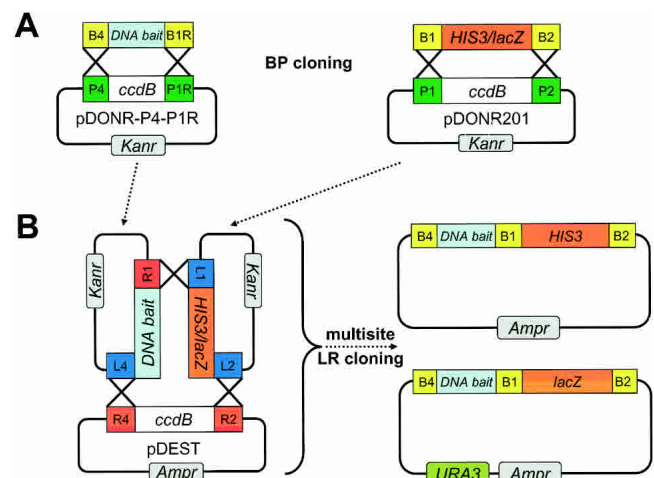 A
B4 DNA bait B1R
B1 HIS3/lacZ B2
BP cloning
P4 ccdB P1R
P1 ccdB P2
pDONR-P4-P1R
pDONR201
Kanr
Kanr
B
R1 L1
Kanr
DNA bait
HIS3/lacZ
Kanr
L4 L2
R4 ccdB R2
pDEST
Ampr
multisite
LR cloning
B4 DNA bait B1 HIS3 B2
Ampr
B4 DNA bait B1 lacZ B2
URA3 Ampr